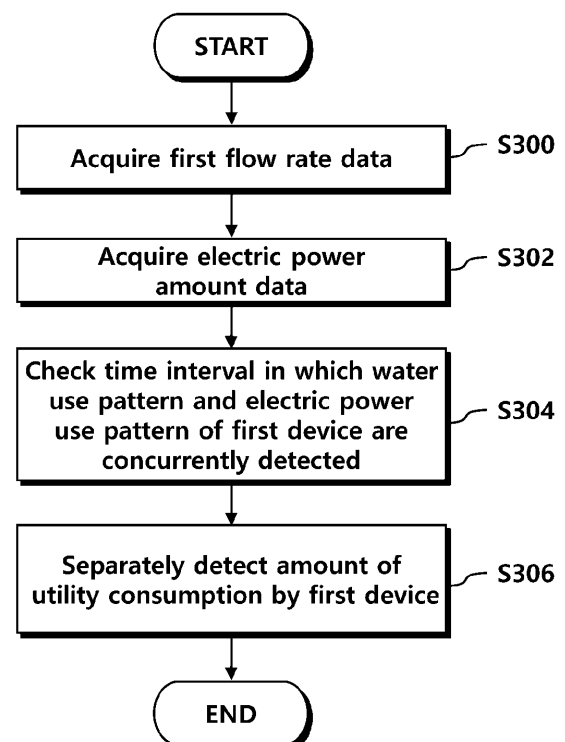 START
Acquire first flow rate data
S300
Acquire electric power
amount data
S302
Check time interval in which water
use pattern and electric power
use pattern of first device are
concurrently detected
S304
Separately detect amount of
utility consumption by first device
S306
END